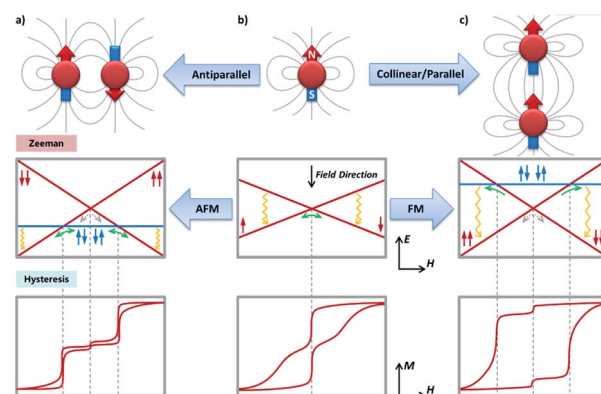 a)
b)
c)
Antiparallel
N
S
Collinear/Parallel
Zeeman
Field Direction
AFM
FM
E
H
Hysteresis
M
H